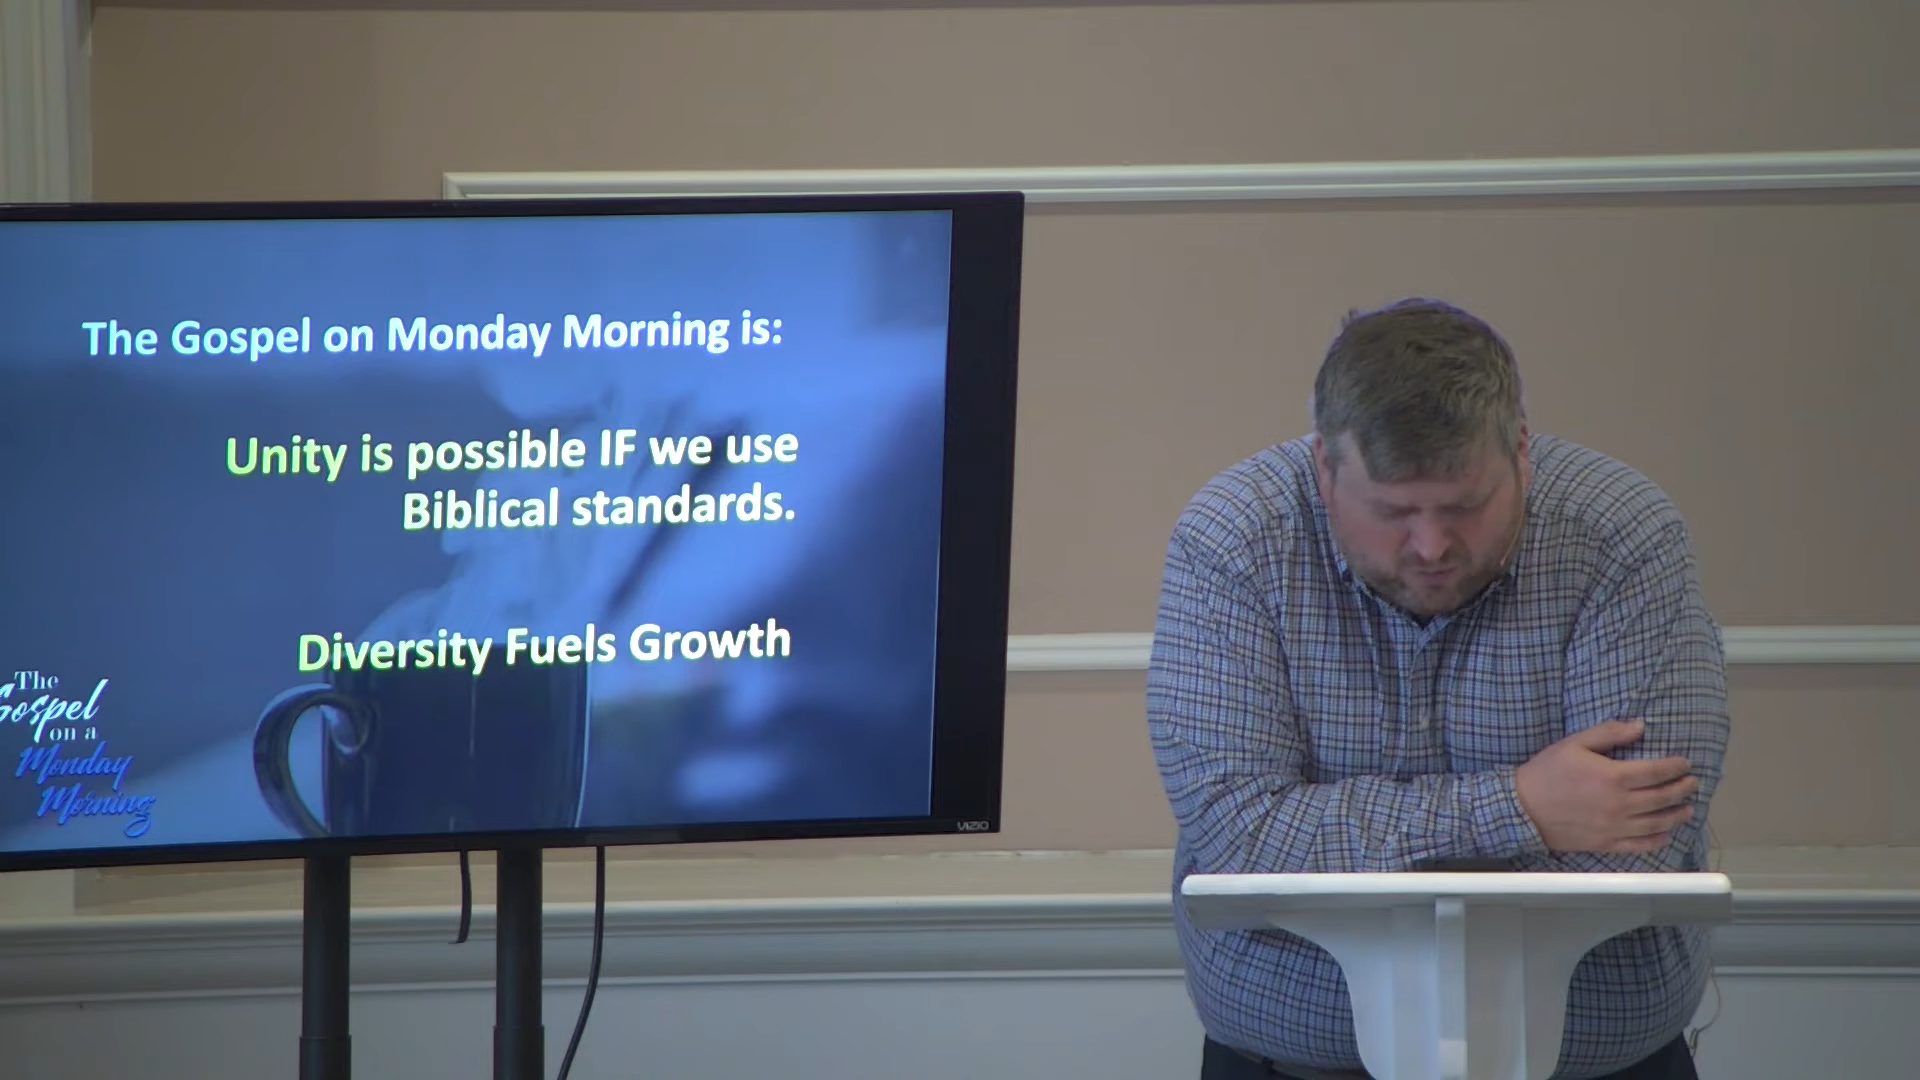 The Gospel on Monday Morning is:
Unity is possible IF we use
Biblical standards.
Diversity Fuels Growth
The
Gospel
on a
Monday
Morning
VIZIO